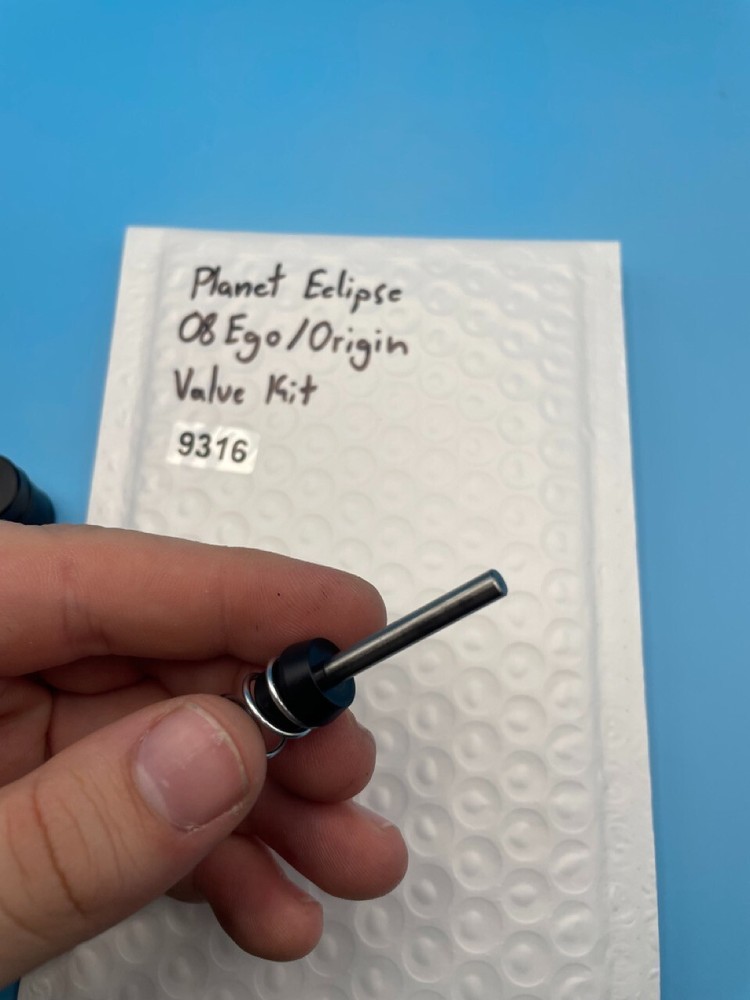 Planet Eclipse
08 Ego/Origin
Valve Kit
9316